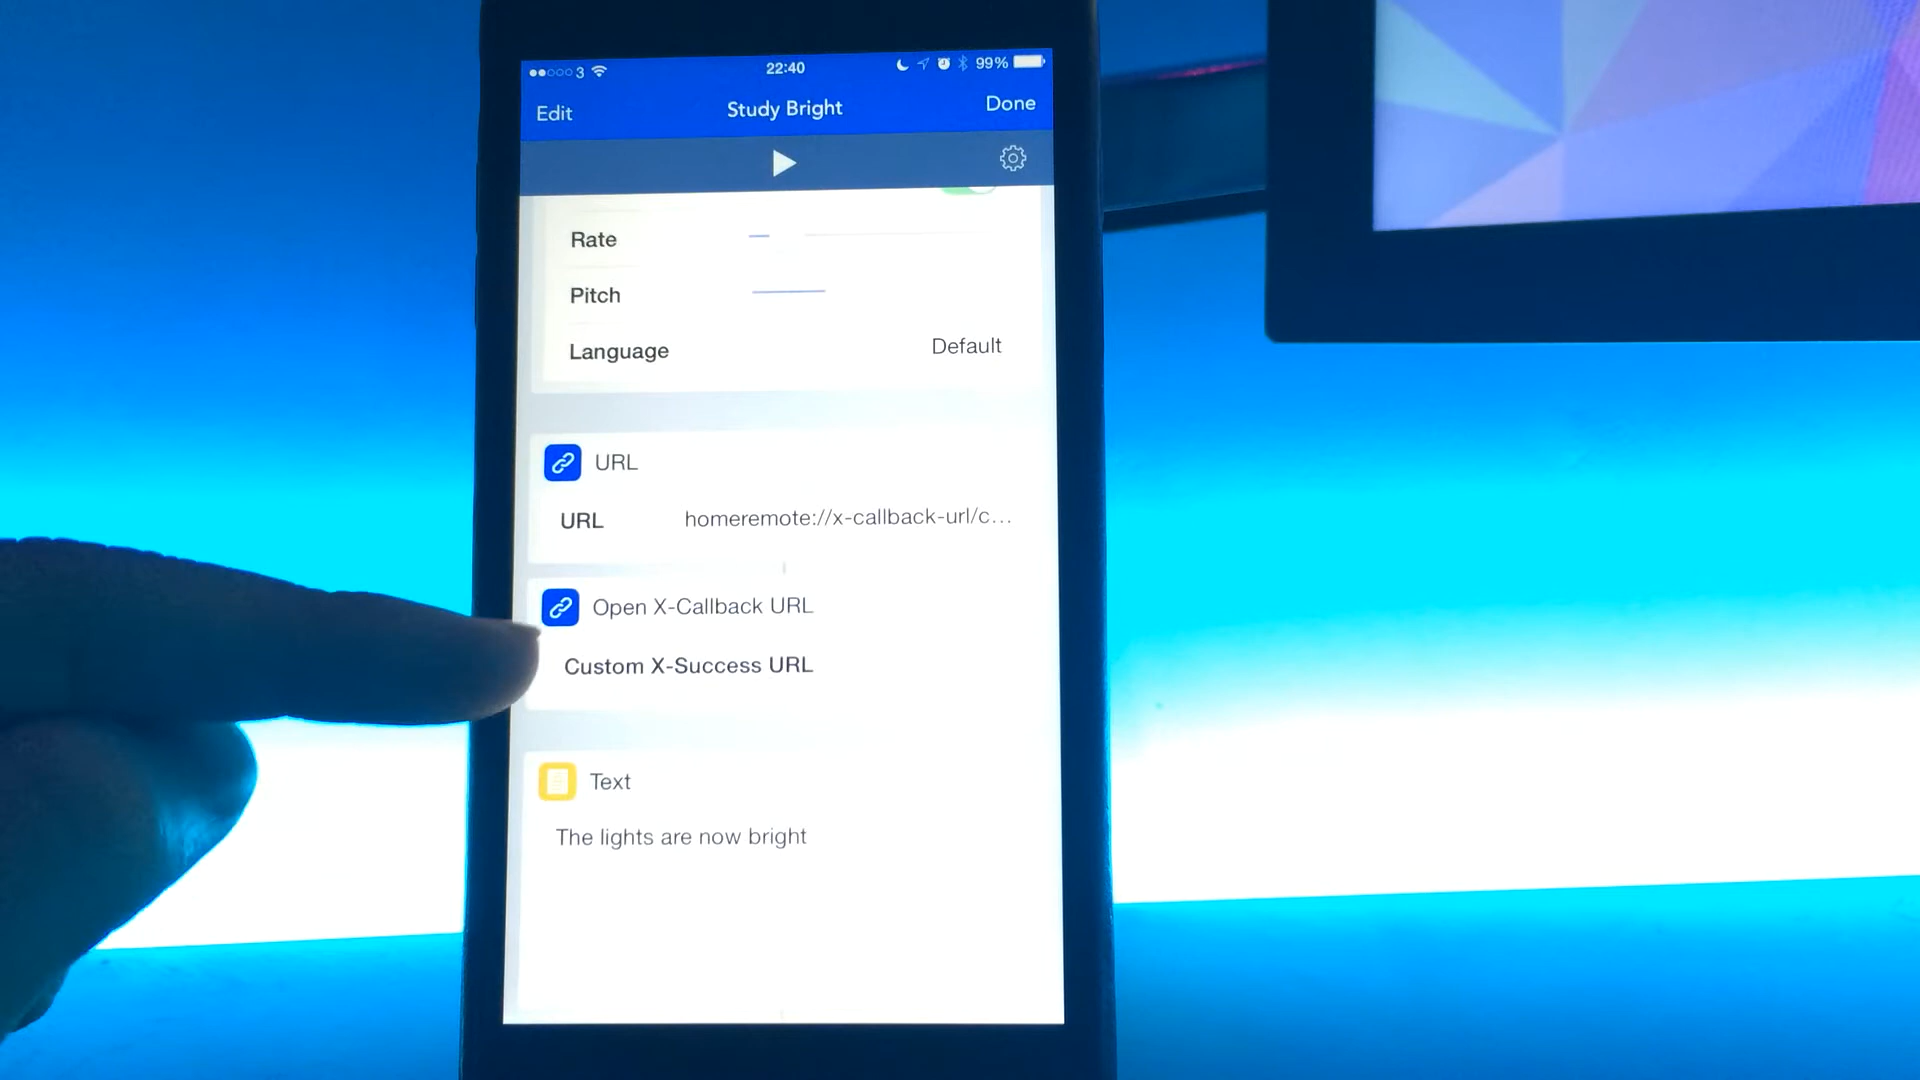 3 22:40 99%
Edit Study Bright Done
Rate
Pitch
Language Default
URL
URL homeremote://x-callback-url/c...
Open X-Callback URL
Custom X-Success URL
Text
The lights are now bright